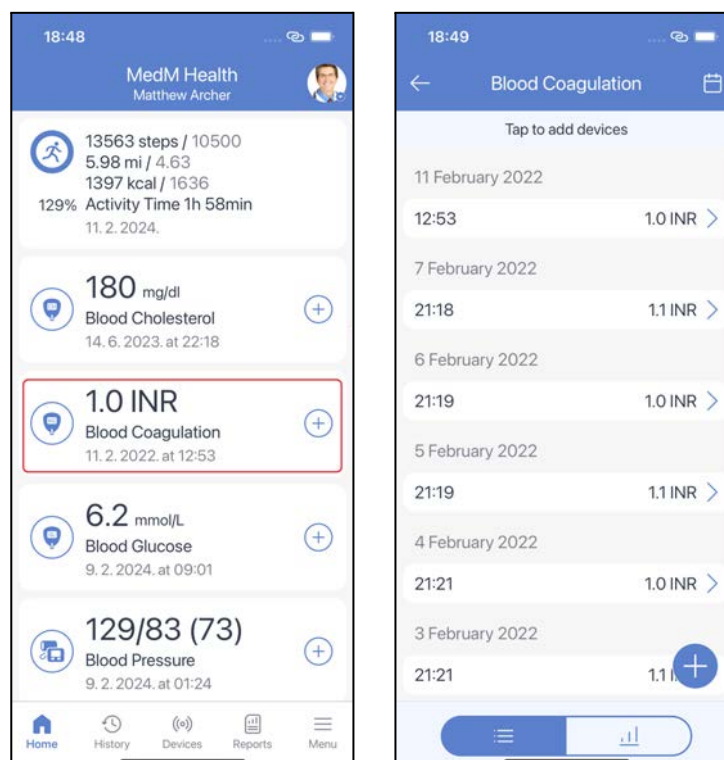 18:48
MedM Health
Matthew Archer
13563 steps / 10500
5.98 mi / 4.63
1397 kcal / 1636
129% Activity Time 1h 58min
11. 2. 2024.
180 mg/dl
Blood Cholesterol
14. 6. 2023. at 22:18
1.0 INR
Blood Coagulation
11. 2. 2022. at 12:53
6.2 mmol/L
Blood Glucose
9. 2. 2024. at 09:01
129/83 (73)
Blood Pressure
9. 2. 2024. at 01:24
Home History Devices Reports Menu
18:49
Blood Coagulation
Tap to add devices
11 February 2022
12:53 1.0 INR
7 February 2022
21:18 1.1 INR
6 February 2022
21:19 1.0 INR
5 February 2022
21:19 1.1 INR
4 February 2022
21:21 1.0 INR
3 February 2022
21:21 1.1